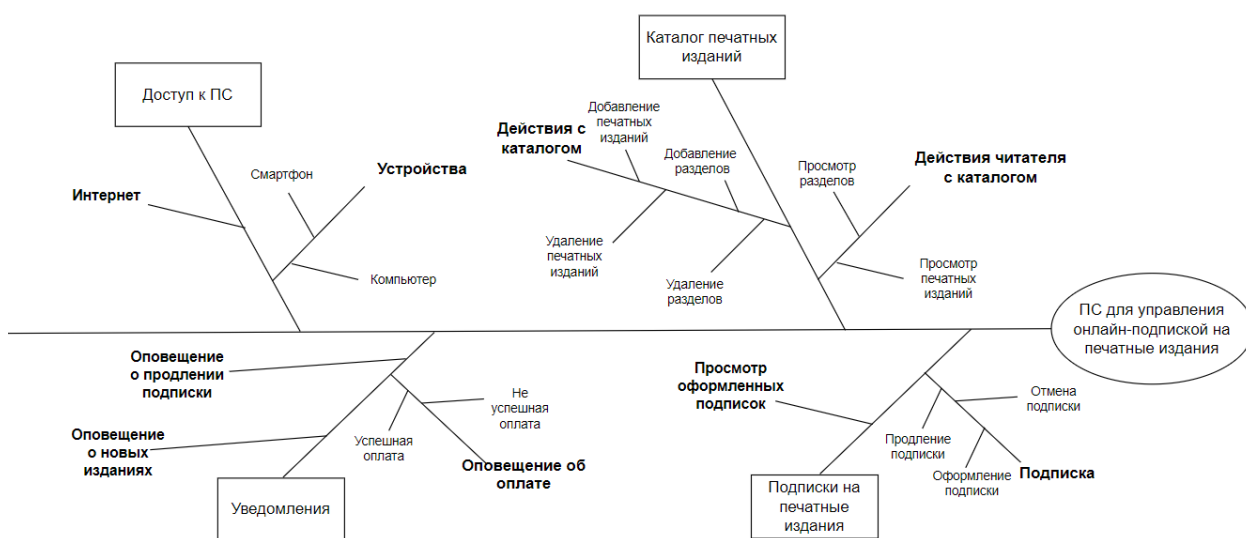 Каталог печатных
изданий
Доступ к ПС
Добавление
печатных
изданий
Действия с
каталогом
Добавление
разделов
Действия читателя
с каталогом
Просмотр
разделов
Смартфон
Устройства
Интернет
Удаление
печатных
изданий
Компьютер
Просмотр
печатных
изданий
Удаление
разделов
ПС для управления
онлайн-подпиской на
печатные издания
Оповещение
о продлении
подписки
Просмотр
оформленных
подписок
Не
успешная
оплата
Отмена
подписки
Оповещение
о новых
изданиях
Успешная
оплата
Продление
подписки
Оповещение об
оплате
Оформление
подписки
Подписка
Уведомления
Подписки на
печатные
издания